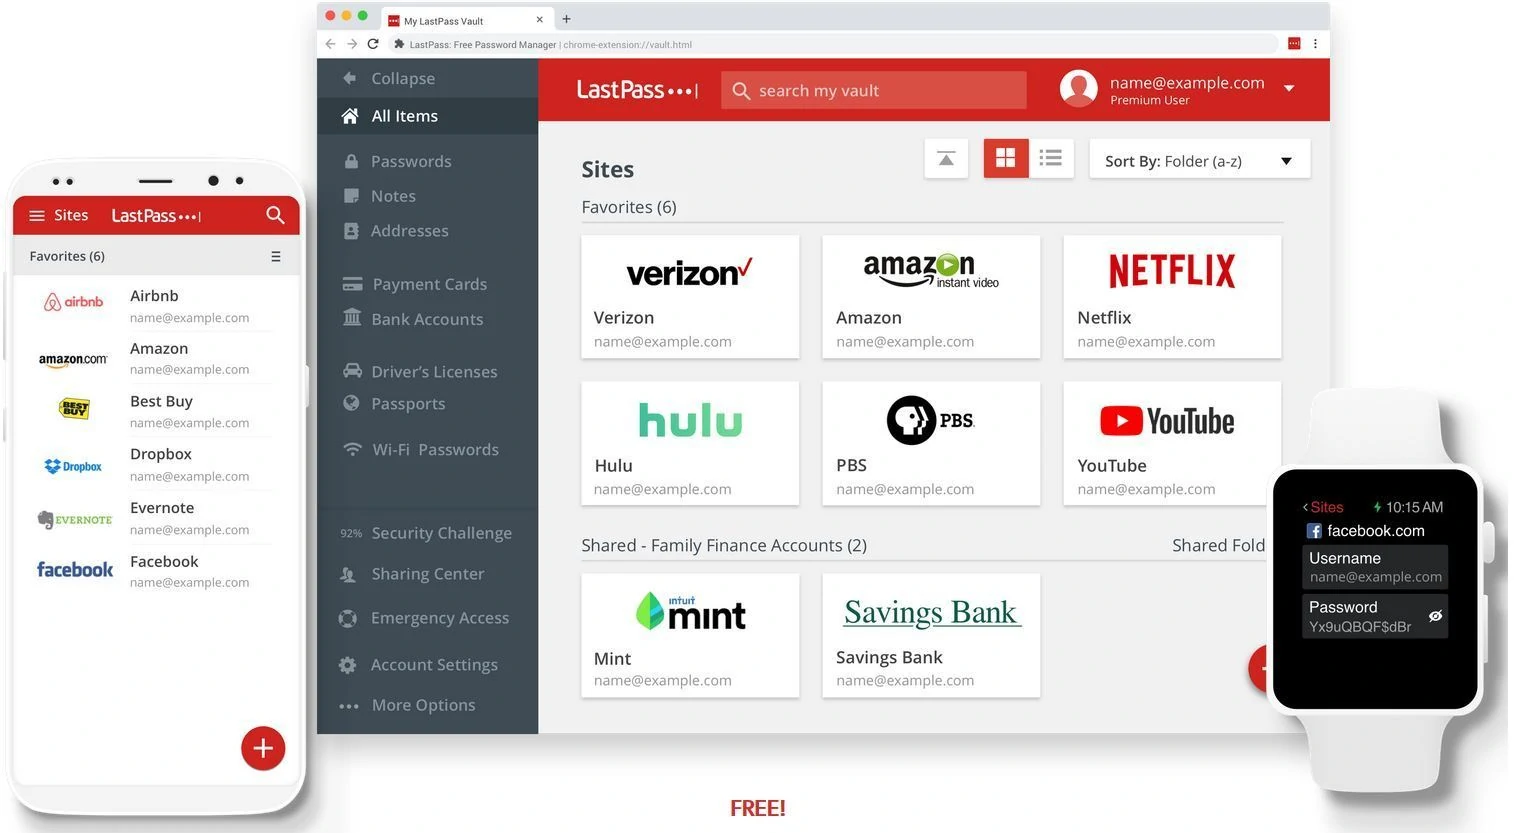 My LastPass Vault
LastPass: Free Password Manager | chrome-extension://vault.html
Collapse
All Items
Passwords
Notes
Addresses
Payment Cards
Bank Accounts
Driver's Licenses
Passports
Wi-Fi Passwords
92% Security Challenge
Sharing Center
Emergency Access
Account Settings
More Options
LastPass
search my vault
name@example.com
Premium User
Sites
Sort By: Folder (a-z)
Favorites (6)
verizon
Verizon
name@example.com
amazon
instant video
Amazon
name@example.com
NETFLIX
Netflix
name@example.com
hulu
Hulu
name@example.com
PBS
PBS
name@example.com
YouTube
YouTube
name@example.com
Shared - Family Finance Accounts (2)
Shared Fold
intuit
mint
Mint
name@example.com
Savings Bank
Savings Bank
name@example.com
Sites LastPass
Favorites (6)
airbnb
Airbnb
name@example.com
amazon.com
Amazon
name@example.com
BEST
BUY
Best Buy
name@example.com
Dropbox
Dropbox
name@example.com
EVERNOTE
Evernote
name@example.com
facebook
Facebook
name@example.com
Sites 10:15 AM
facebook.com
Username
name@example.com
Password
Yx9uQBQF$dBr
FREE!